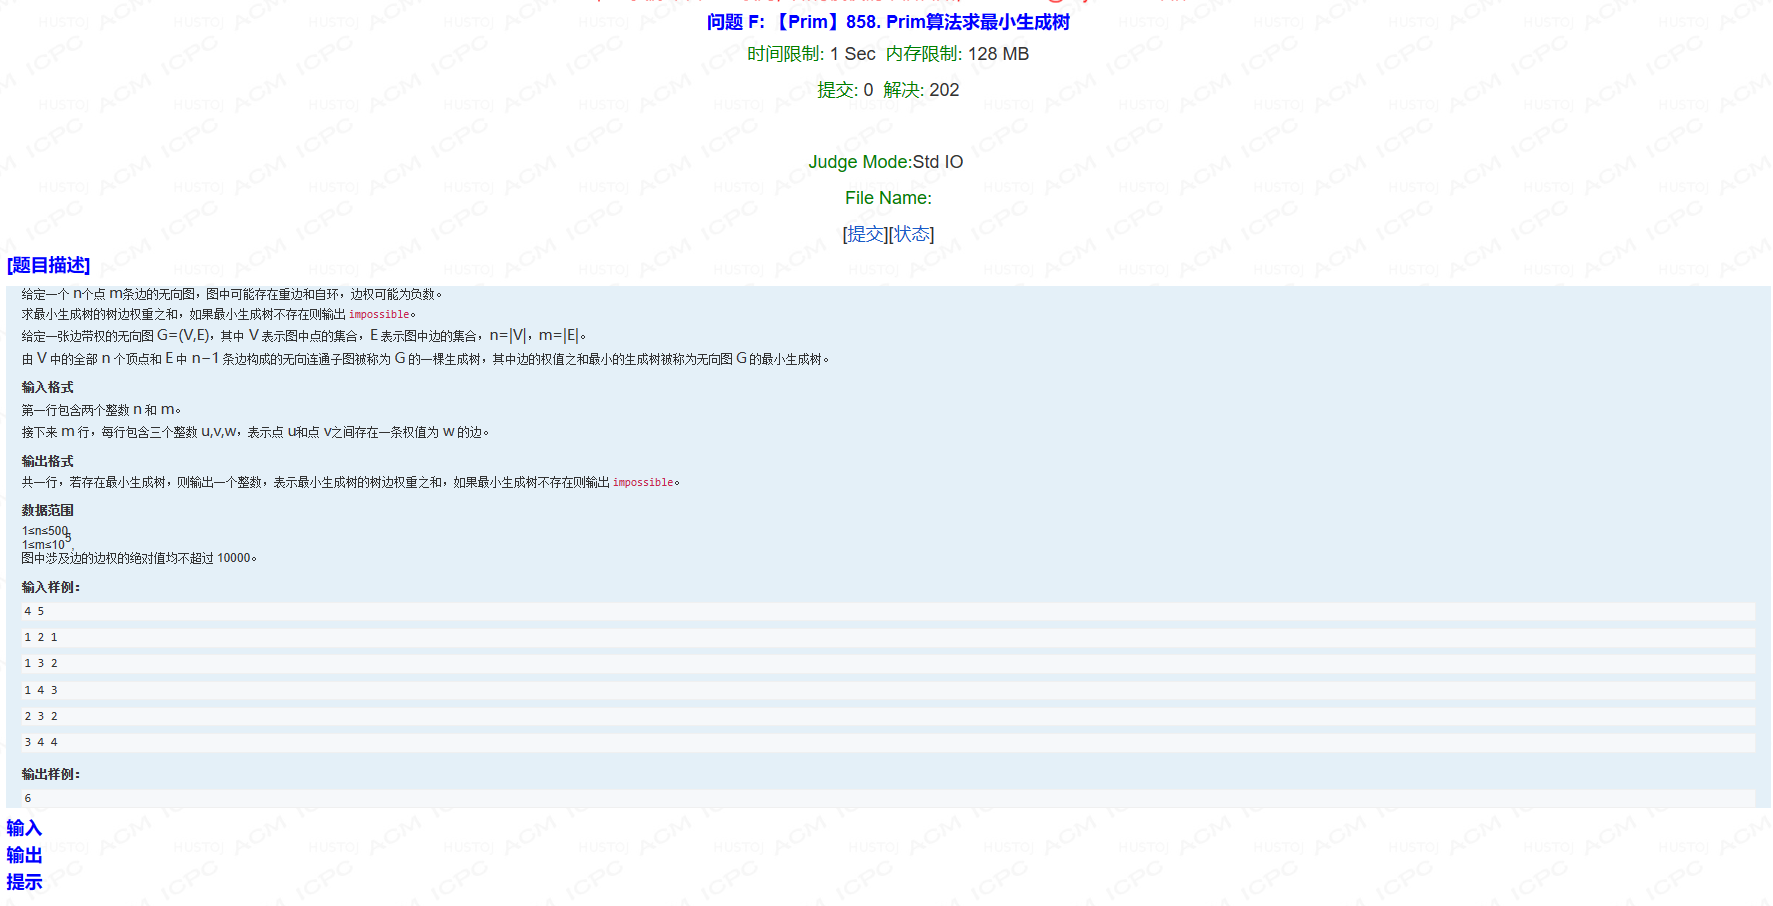 问题 F: 【Prim】858. Prim算法求最小生成树
时间限制: 1 Sec 内存限制: 128 MB
提交: 0 解决: 202
Judge Mode:Std IO
File Name:
[提交][状态]
[题目描述]
给定一个 n个点 m条边的无向图，图中可能存在重边和自环，边权可能为负数。
求最小生成树的树边权重之和，如果最小生成树不存在则输出 impossible。
给定一张边带权的无向图 G=(V,E)，其中 V 表示图中点的集合，E 表示图中边的集合，n=|V|，m=|E|。
由 V 中的全部 n 个顶点和 E 中 n−1 条边构成的无向连通子图被称为 G 的一棵生成树，其中边的权值之和最小的生成树被称为无向图 G 的最小生成树。
输入格式
第一行包含两个整数 n 和 m。
接下来 m 行，每行包含三个整数 u,v,w，表示点 u和点 v之间存在一条权值为 w 的边。
输出格式
共一行，若存在最小生成树，则输出一个整数，表示最小生成树的树边权重之和，如果最小生成树不存在则输出 impossible。
数据范围
1≤n≤500,
1≤m≤10^5,
图中涉及边的边权的绝对值均不超过 10000。
输入样例：
4 5
1 2 1
1 3 2
1 4 3
2 3 2
3 4 4
输出样例：
6
输入
输出
提示